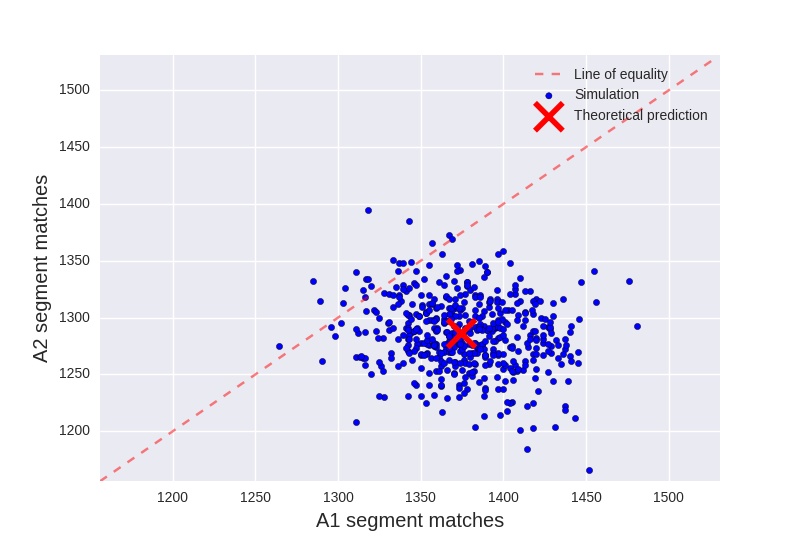 Line of equality
Simulation
Theoretical prediction
1500
1450
1400
1350
1300
1250
1200
A2 segment matches
1200 1250 1300 1350 1400 1450 1500
A1 segment matches